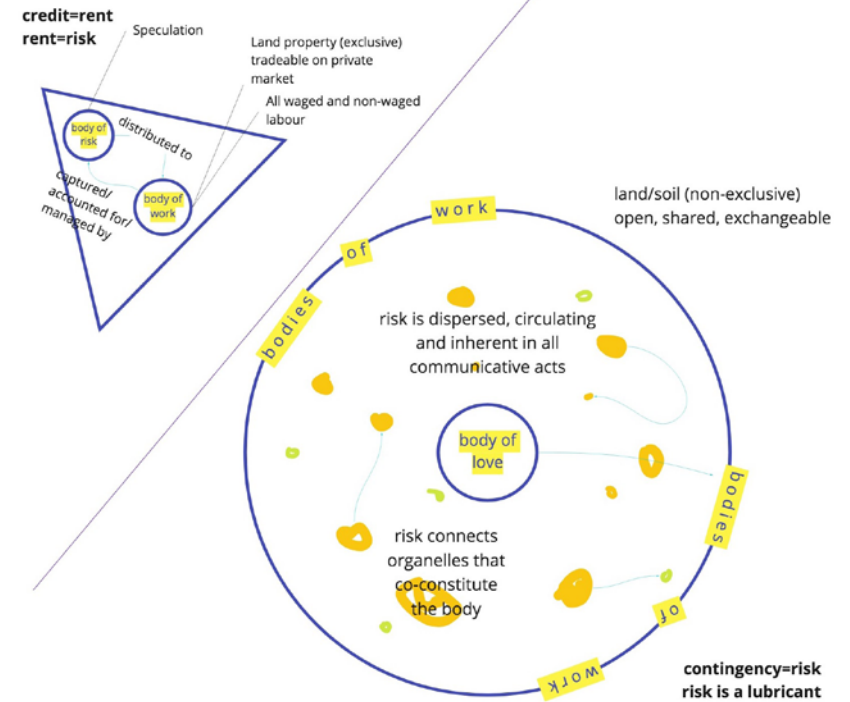 credit=rent
rent=risk
Speculation
Land property (exclusive)
tradeable on private
market
All waged and non-waged
labour
body of
risk
distributed to
captured/
accounted for/
managed by
body of
work
land/soil (non-exclusive)
open, shared, exchangeable
bodies
of
work
risk is dispersed, circulating
and inherent in all
communicative acts
body of
love
risk connects
organelles that
co-constitute
the body
bodies
of
work
contingency=risk
risk is a lubricant